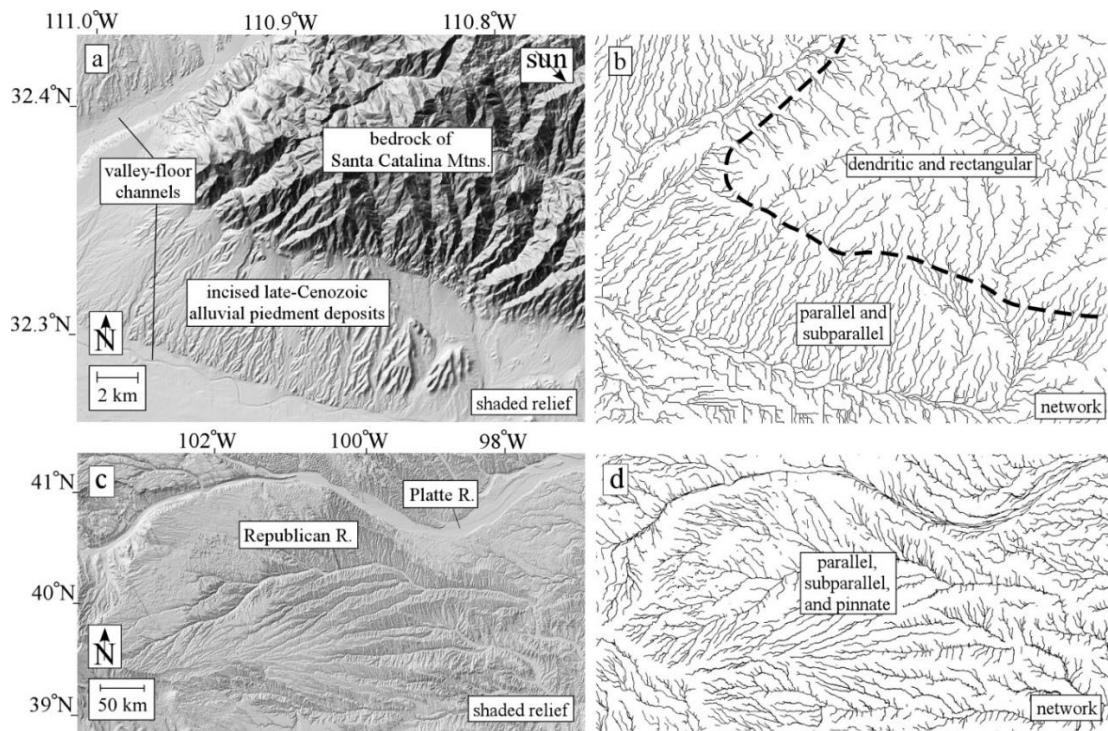 111.0°W
110.9°W
110.8°W
a
sun
b
32.4°N
bedrock of
Santa Catalina Mtns.
valley-floor
channels
dendritic and rectangular
incised late-Cenozoic
alluvial piedment deposits
parallel and
subparallel
32.3°N
N
2 km
shaded relief
network
102°W
100°W
98°W
c
d
41°N
Platte R.
Republican R.
parallel,
subparallel,
and pinnate
40°N
N
50 km
39°N
shaded relief
network